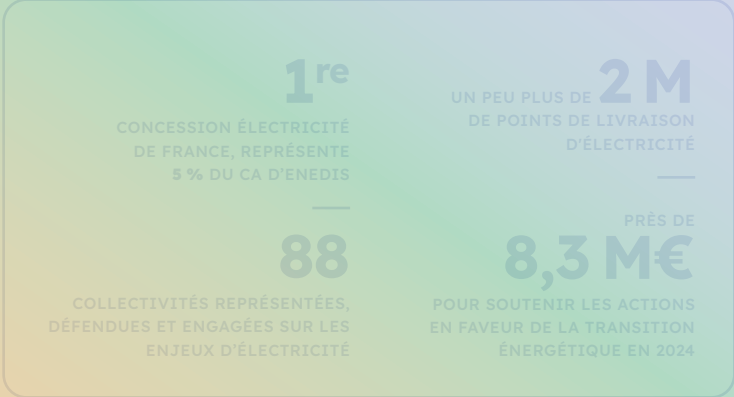 1re
CONCESSION ÉLECTRICITÉ
DE FRANCE, REPRÉSENTE
5 % DU CA D'ENEDIS
88
COLLECTIVITÉS REPRÉSENTÉES,
DÉFENDUES ET ENGAGÉES SUR LES
ENJEUX D'ÉLECTRICITÉ
UN PEU PLUS DE 2 M
DE POINTS DE LIVRAISON
D'ÉLECTRICITÉ
PRÈS DE
8,3 M€
POUR SOUTENIR LES ACTIONS
EN FAVEUR DE LA TRANSITION
ÉNERGÉTIQUE EN 2024